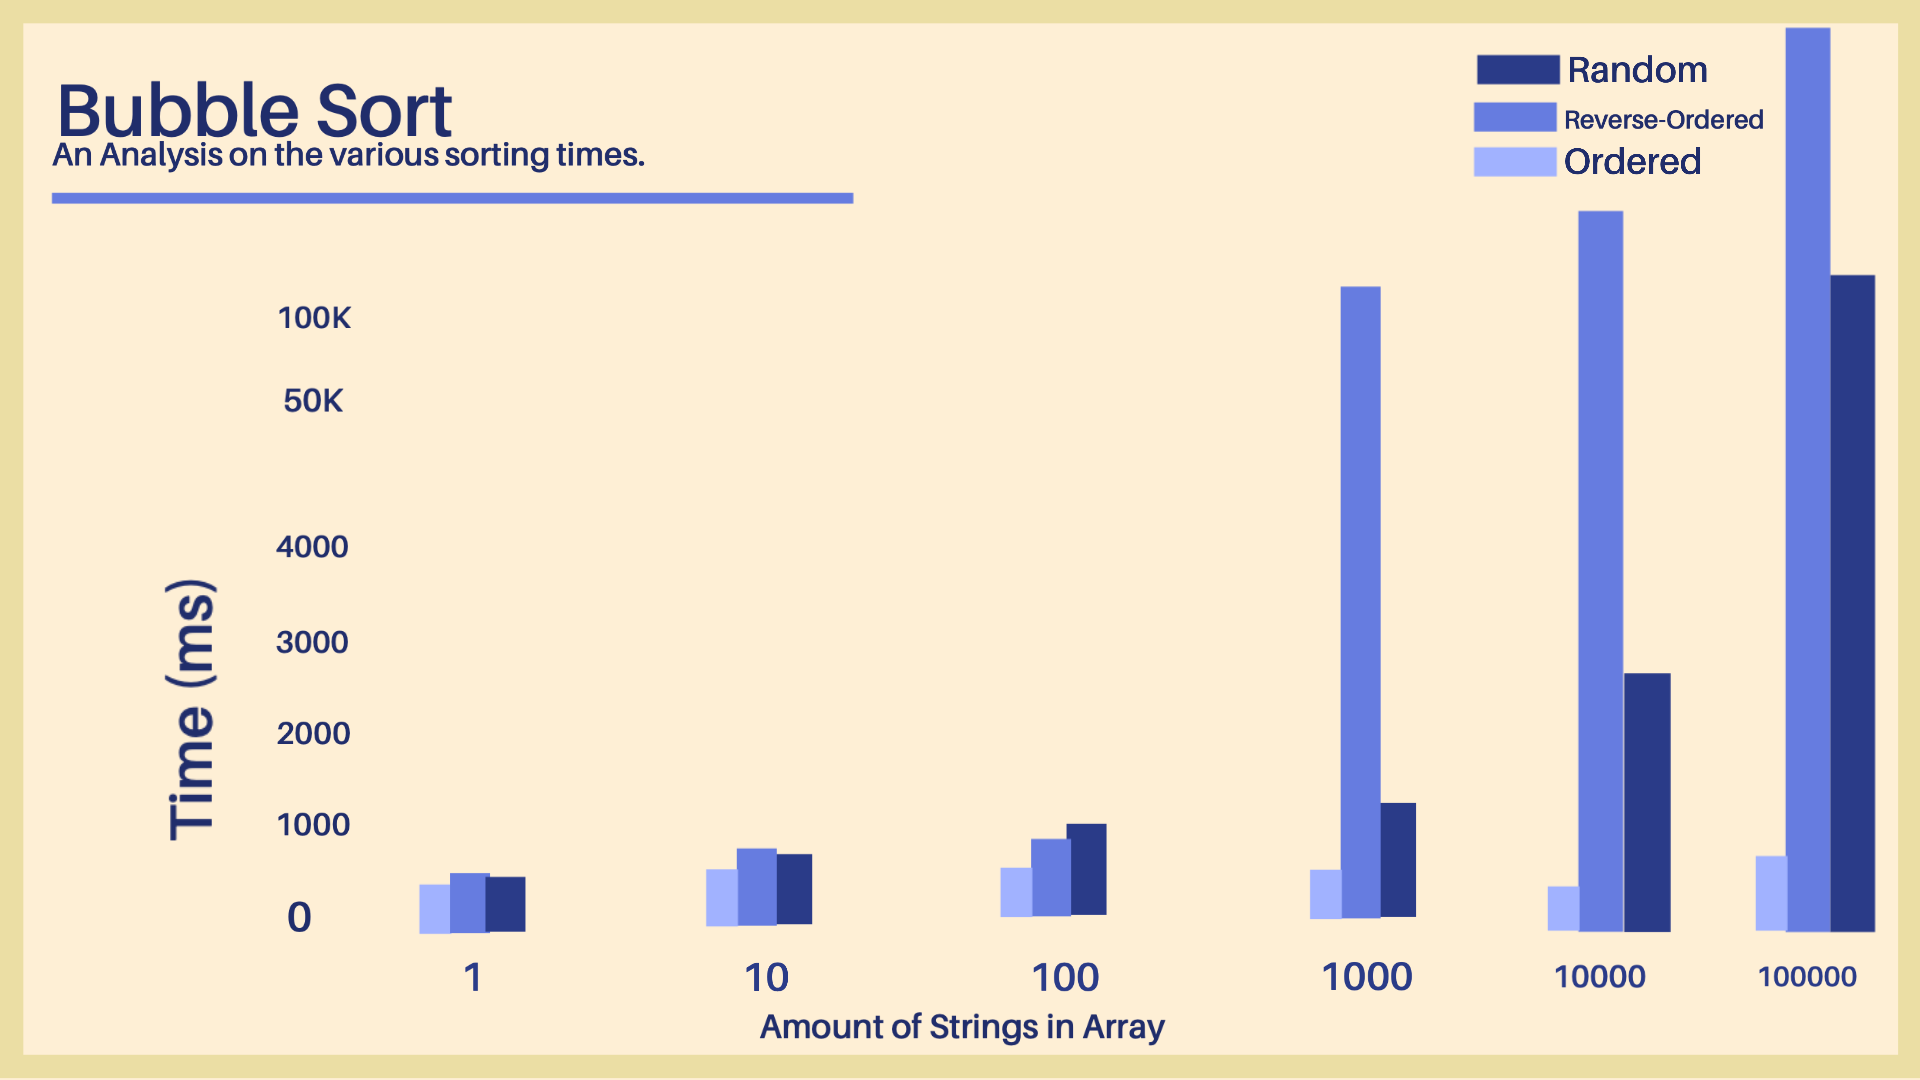 Bubble Sort
An Analysis on the various sorting times.
Random
Reverse-Ordered
Ordered
100K
50K
4000
3000
2000
1000
0
Time (ms)
1
10
100
1000
10000
100000
Amount of Strings in Array